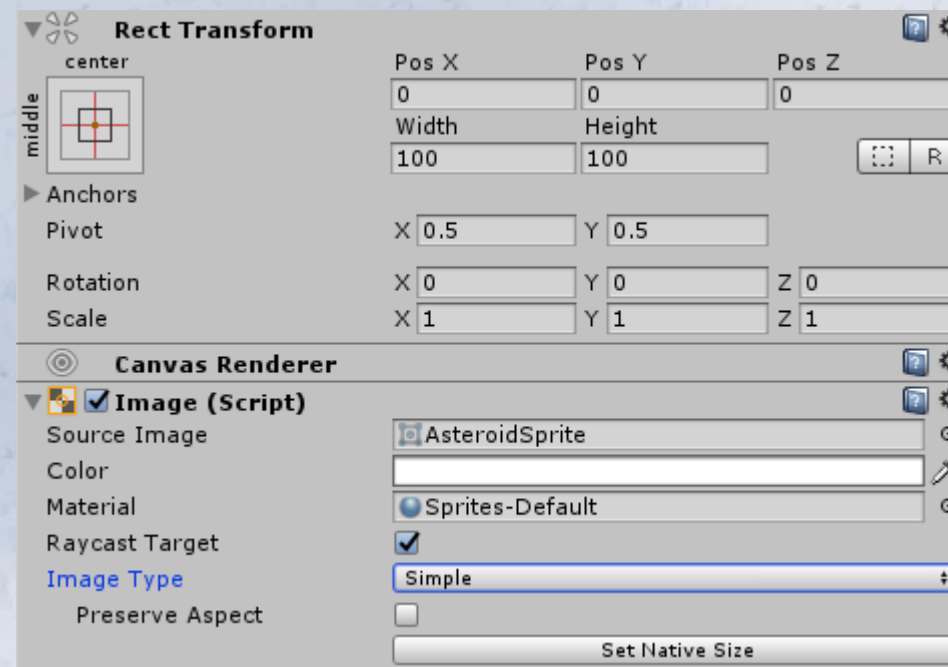 Rect Transform
center
Pos X Pos Y Pos Z
middle
0 0 0
Width Height
100 100
R
Anchors
Pivot X 0.5 Y 0.5
Rotation X 0 Y 0 Z 0
Scale X 1 Y 1 Z 1
Canvas Renderer
Image (Script)
Source Image AsteroidSprite
Color
Material Sprites-Default
Raycast Target
Image Type Simple
Preserve Aspect
Set Native Size